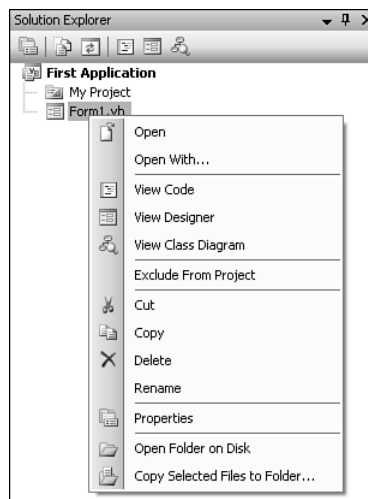 Solution Explorer
First Application
My Project
Form1.vb
Open
Open With...
View Code
View Designer
View Class Diagram
Exclude From Project
Cut
Copy
Delete
Rename
Properties
Open Folder on Disk
Copy Selected Files to Folder...